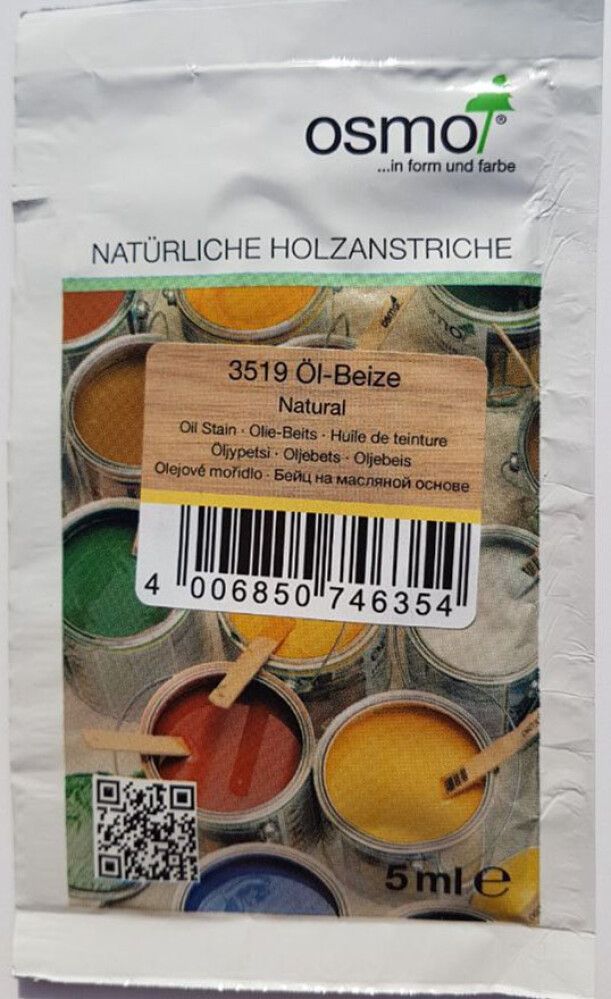 osmo®
...in form und farbe
NATÜRLICHE HOLZANSTRICHE
3519 Öl-Beize
Natural
Oil Stain · Olie-Beits · Huile de teinture
Öljypetsi · Oljebets · Oljebeis
Olejové mořidlo · Бейц на масляной основе
4 006850 746354
5 ml ℮